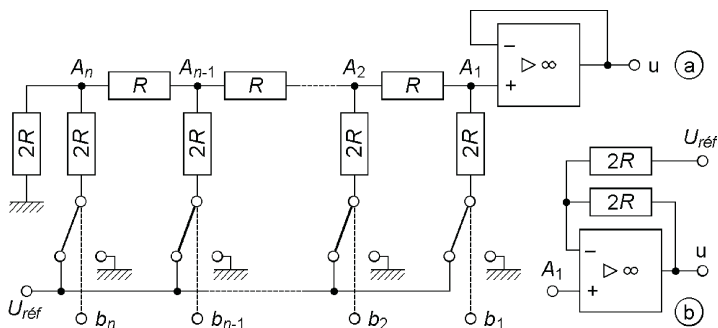 A_n R A_{n-1} R A_2 R A_1 − + ▷ ∞ u a
2R 2R 2R 2R 2R
U_réf b_n b_{n-1} b_2 b_1
U_réf
2R
2R
A_1 − + ▷ ∞ u b